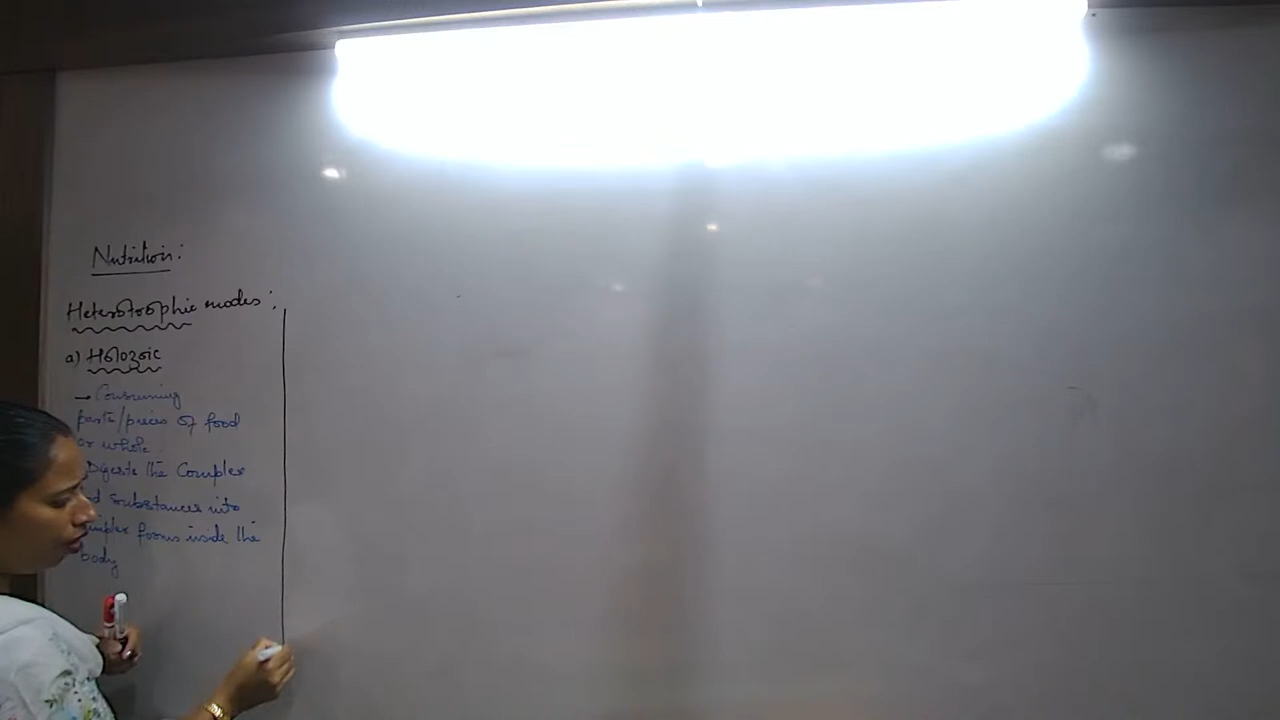 Nutrition:
Heterotrophic modes:
a) Holozoic
→ Consuming
parts/pieces of food
or whole.
Digests the Complex
substances into
forms inside the
body